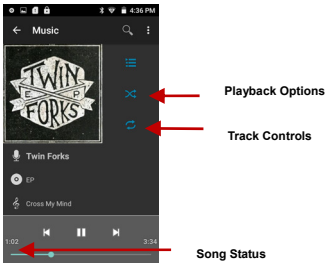 4:36 PM
Music
TWIN
E P
FORKS
Playback Options
Track Controls
Twin Forks
EP
Cross My Mind
1:02
3:34
Song Status